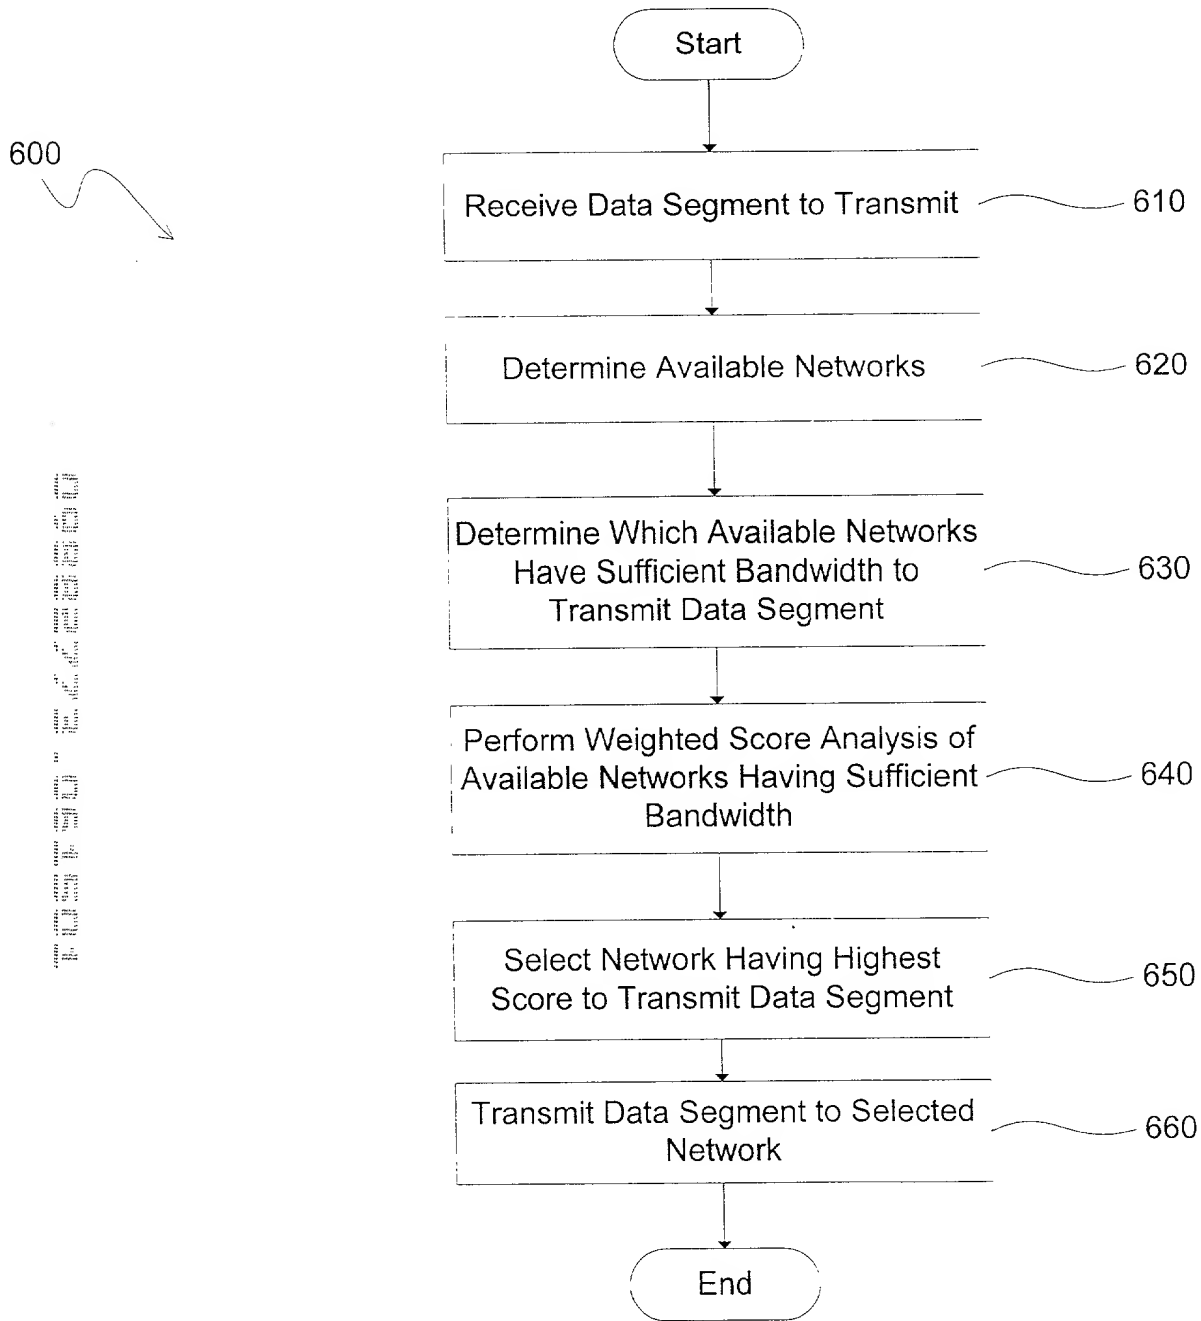 Start
600
Receive Data Segment to Transmit
610
Determine Available Networks
620
Determine Which Available Networks
Have Sufficient Bandwidth to
Transmit Data Segment
630
Perform Weighted Score Analysis of
Available Networks Having Sufficient
Bandwidth
640
Select Network Having Highest
Score to Transmit Data Segment
650
Transmit Data Segment to Selected
Network
660
End